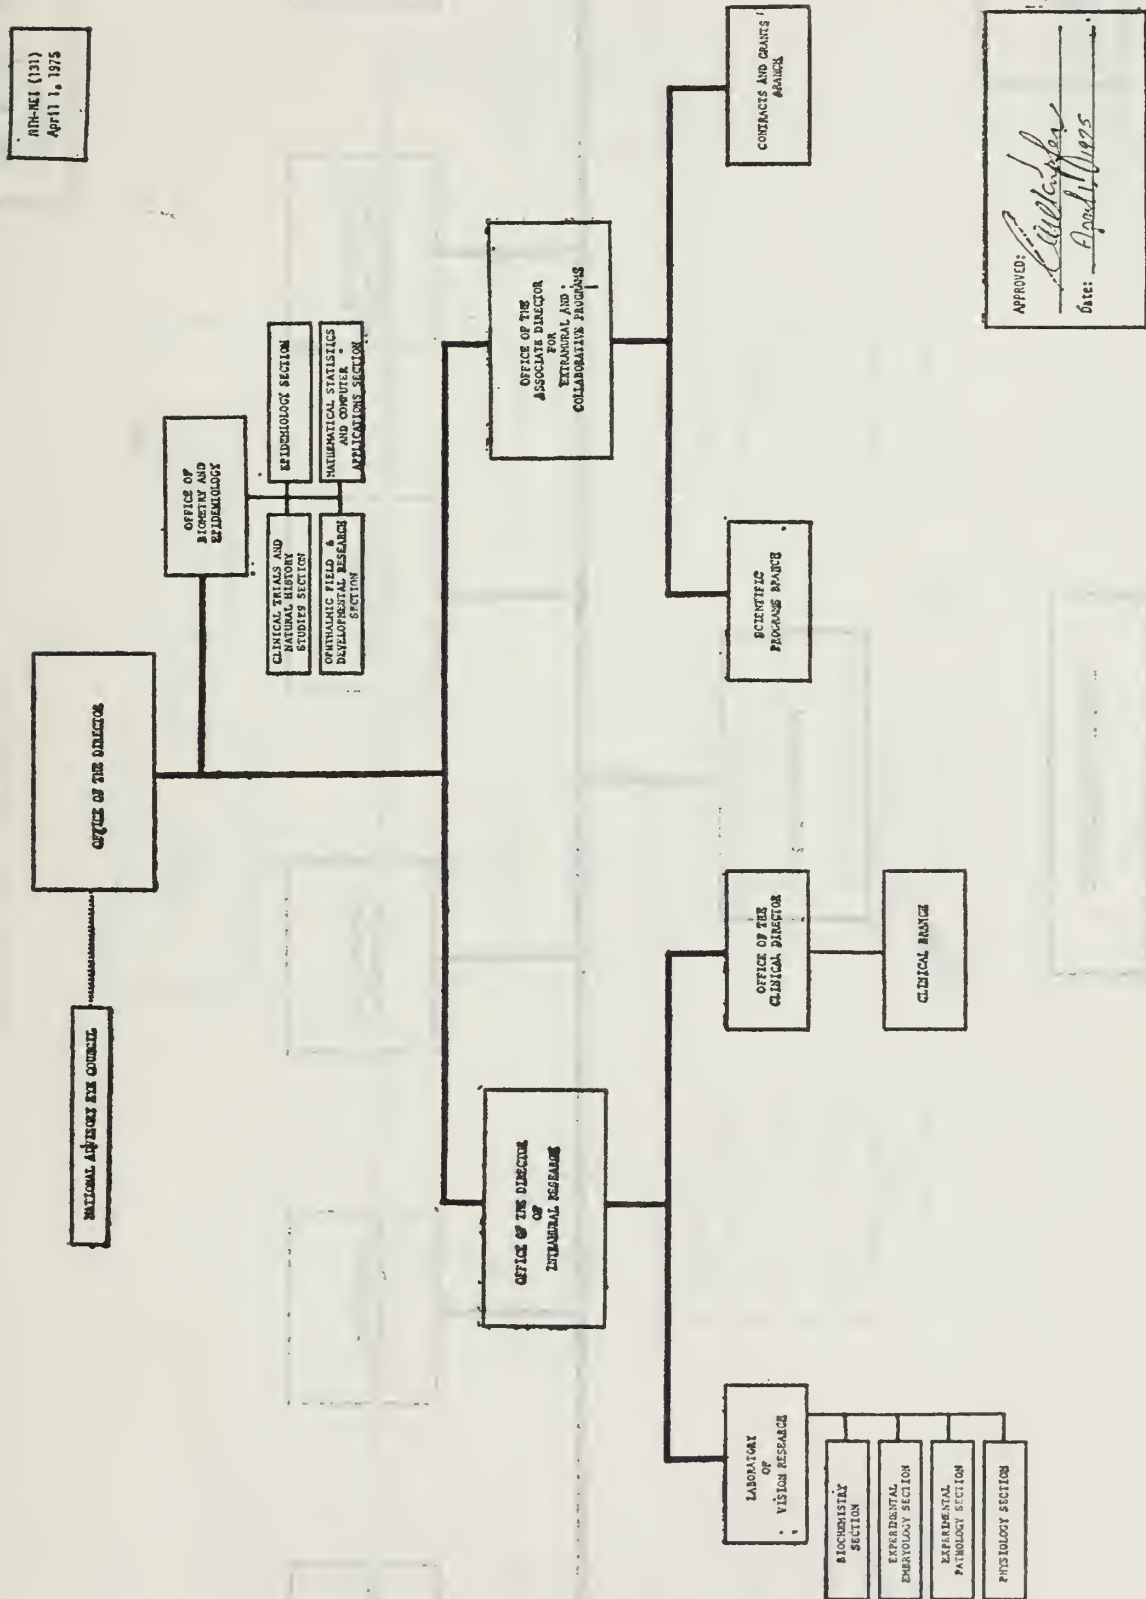 NIH-NEI (131)
April 1, 1975
NATIONAL ADVISORY EYE COUNCIL
OFFICE OF THE DIRECTOR
OFFICE OF
BIOMETRY AND
EPIDEMIOLOGY
CLINICAL TRIALS AND
NATURAL HISTORY
STUDIES SECTION
EPIDEMIOLOGY SECTION
OPHTHALMIC FIELD &
DEVELOPMENTAL RESEARCH
SECTION
MATHEMATICAL STATISTICS
AND COMPUTER
APPLICATIONS SECTION
OFFICE OF THE DIRECTOR
OF
INTRAMURAL RESEARCH
OFFICE OF THE
ASSOCIATE DIRECTOR
FOR
EXTRAMURAL AND
COLLABORATIVE PROGRAMS
LABORATORY
OF
VISION RESEARCH
OFFICE OF THE
CLINICAL DIRECTOR
SCIENTIFIC
PROGRAMS BRANCH
CONTRACTS AND GRANTS
BRANCH
BIOCHEMISTRY
SECTION
EXPERIMENTAL
EMBRYOLOGY SECTION
EXPERIMENTAL
PATHOLOGY SECTION
PHYSIOLOGY SECTION
CLINICAL BRANCH
APPROVED:
Date: April 1, 1975